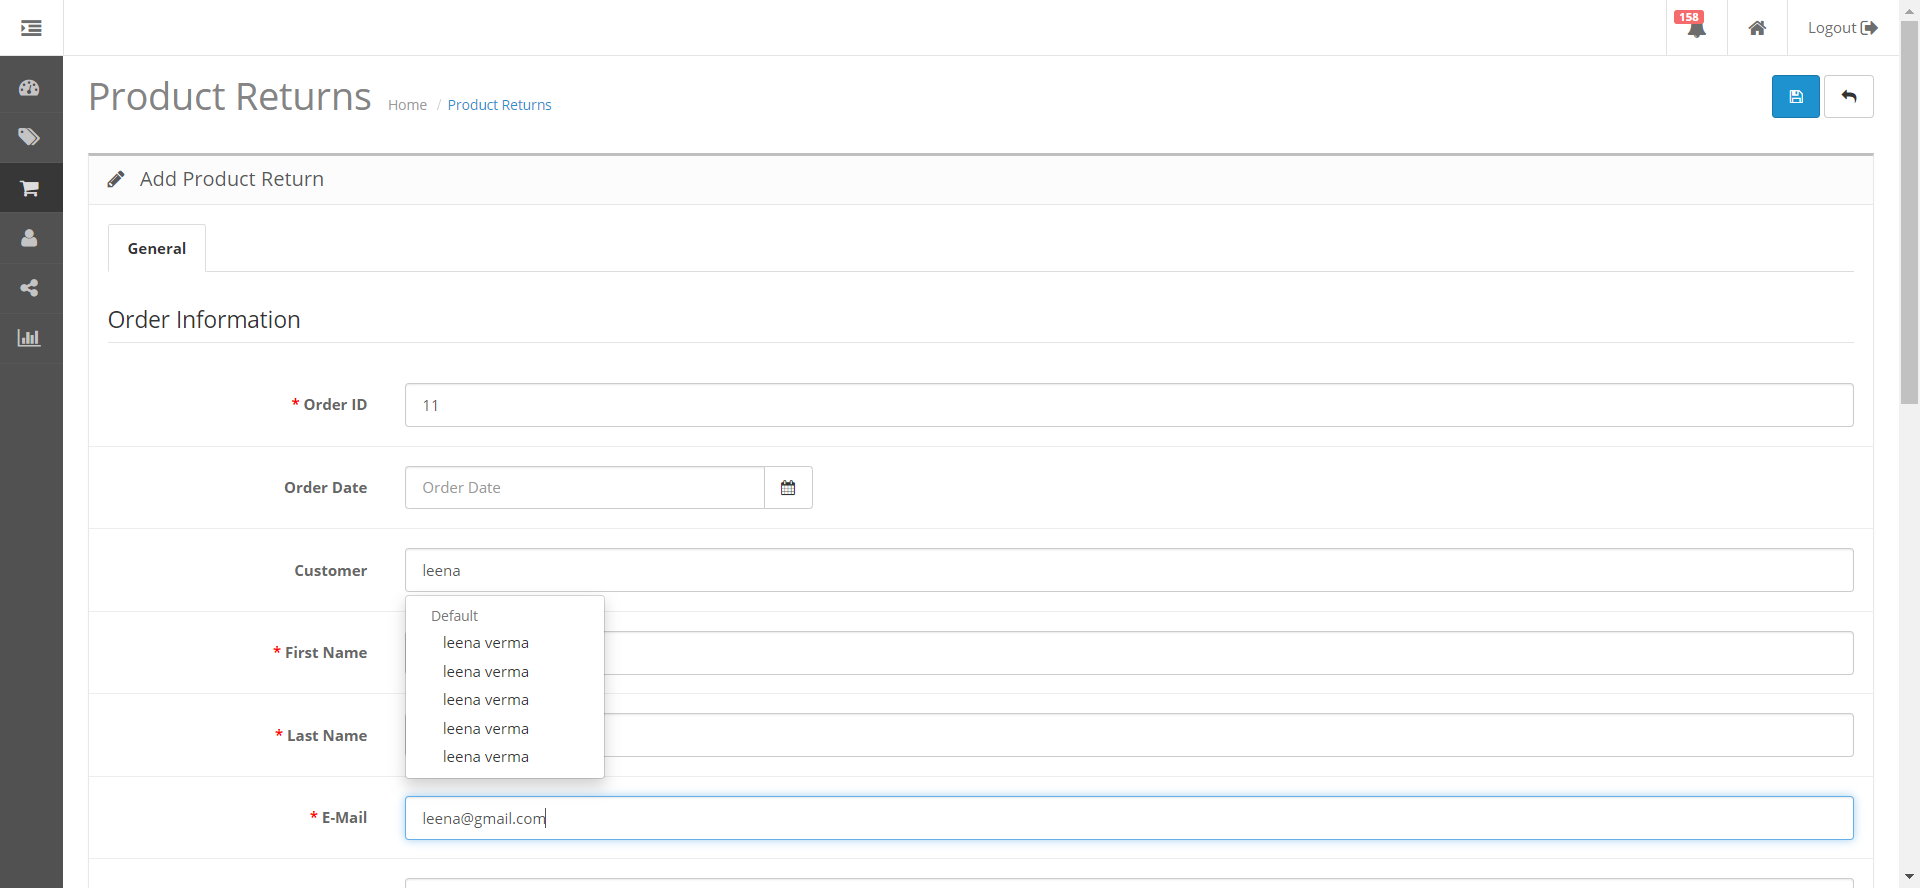 158
Logout
Product Returns
Home / Product Returns
Add Product Return
General
Order Information
* Order ID
11
Order Date
Order Date
Customer
leena
Default
leena verma
leena verma
leena verma
leena verma
leena verma
* First Name
* Last Name
* E-Mail
leena@gmail.com